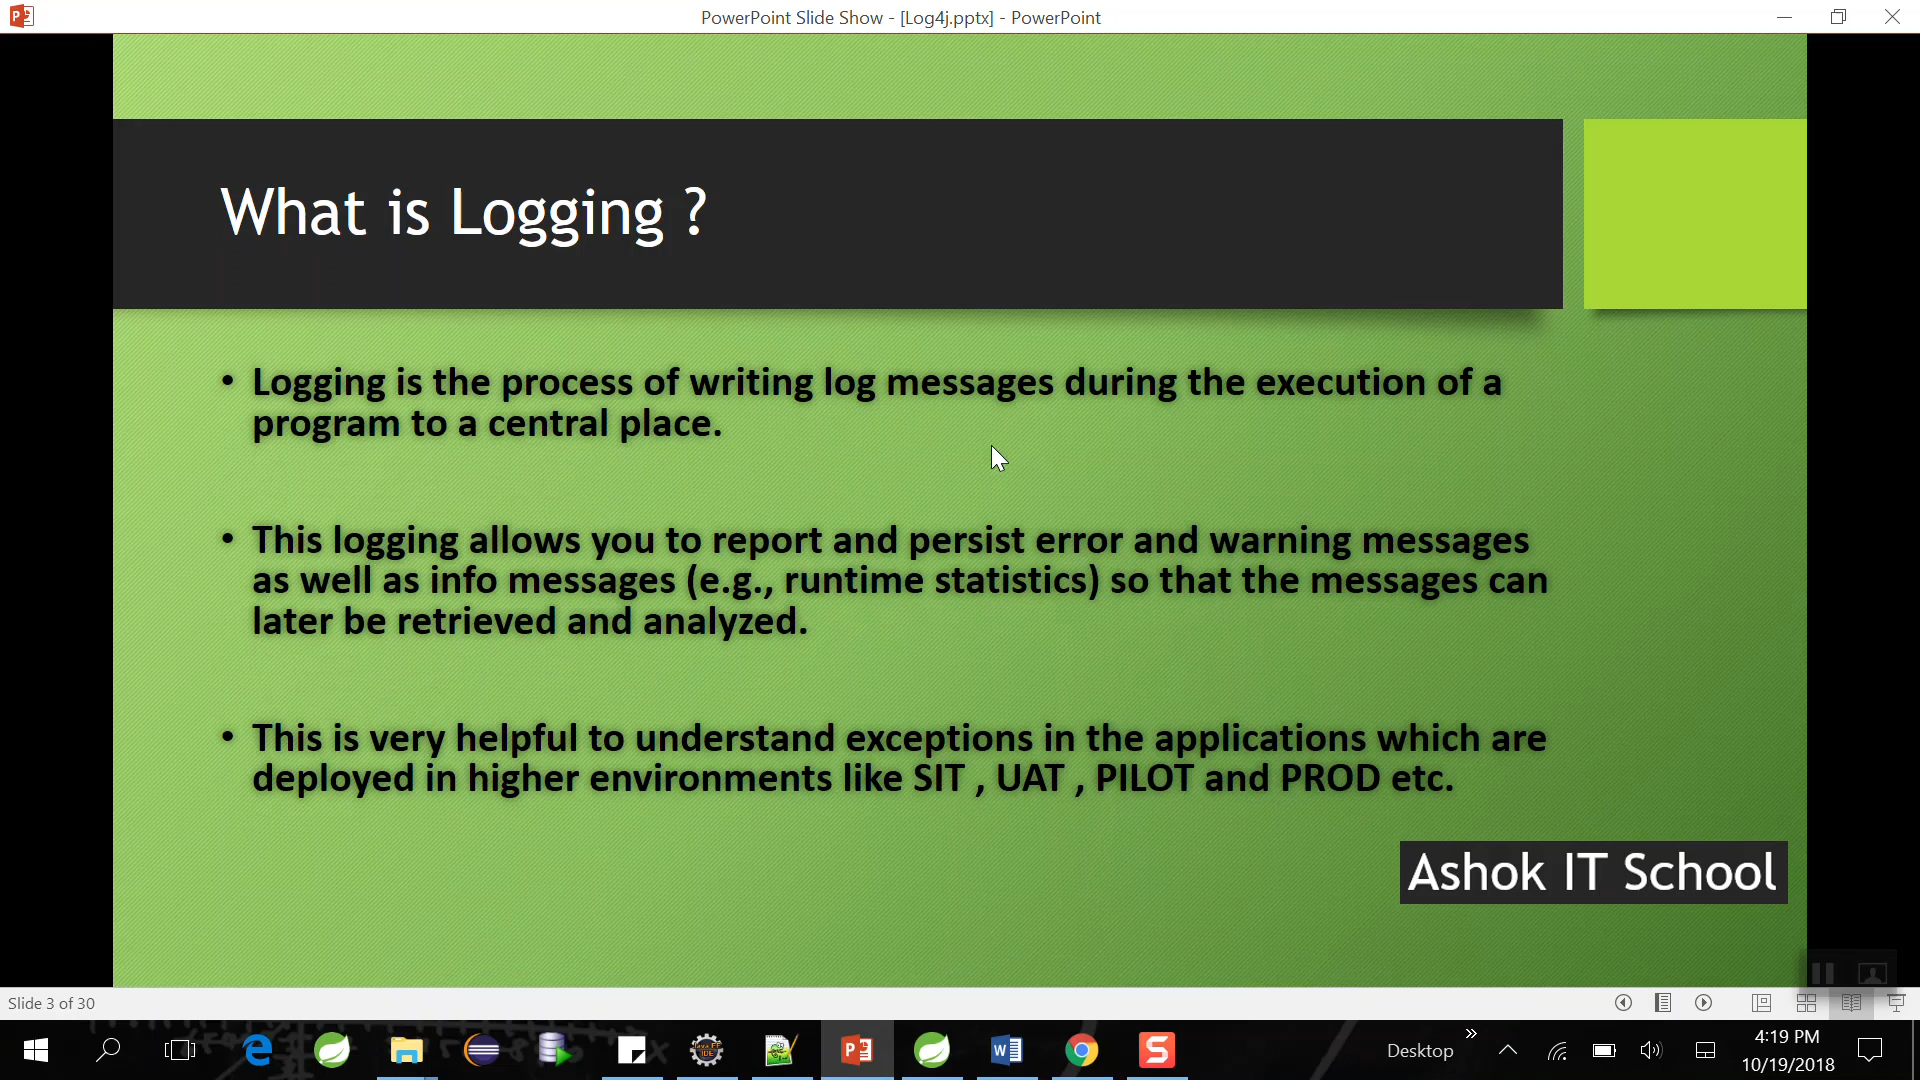 PowerPoint Slide Show - [Log4j.pptx] - PowerPoint
What is Logging ?
• Logging is the process of writing log messages during the execution of a
program to a central place.
• This logging allows you to report and persist error and warning messages
as well as info messages (e.g., runtime statistics) so that the messages can
later be retrieved and analyzed.
• This is very helpful to understand exceptions in the applications which are
deployed in higher environments like SIT , UAT , PILOT and PROD etc.
Ashok IT School
Slide 3 of 30
Desktop
4:19 PM
10/19/2018